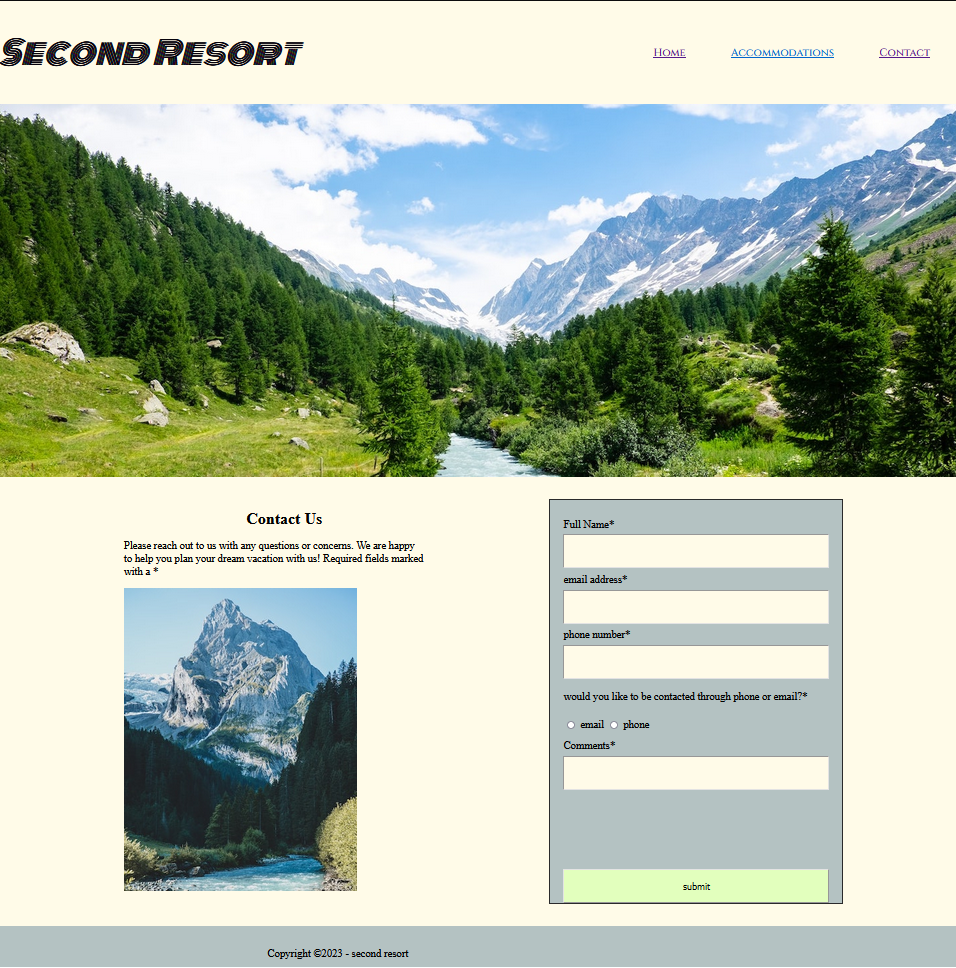 Second Resort
Home Accommodations Contact
Contact Us
Please reach out to us with any questions or concerns. We are happy
to help you plan your dream vacation with us! Required fields marked
with a *
Full Name*
email address*
phone number*
would you like to be contacted through phone or email?*
email phone
Comments*
submit
Copyright ©2023 - second resort